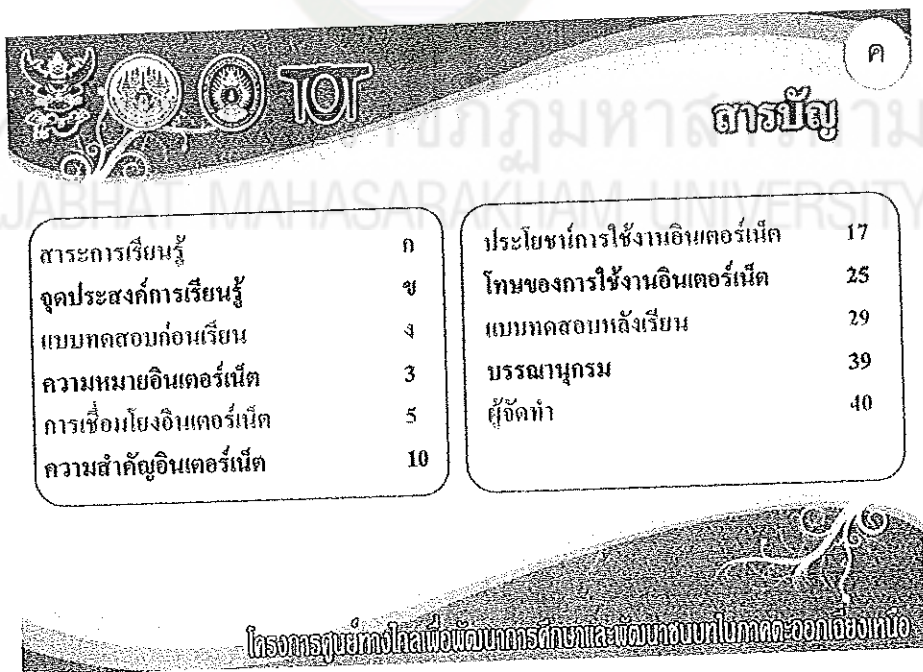 ค
TOT
สารบัญ
JABHAT MAHASARAKHAM UNIVERSITY
สาระการเรียนรู้ ก
จุดประสงค์การเรียนรู้ ข
แบบทดสอบก่อนเรียน ง
ความหมายอินเตอร์เน็ต 3
การเชื่อมโยงอินเตอร์เน็ต 5
ความสำคัญอินเตอร์เน็ต 10
ประโยชน์การใช้งานอินเตอร์เน็ต 17
โทษของการใช้งานอินเตอร์เน็ต 25
แบบทดสอบหลังเรียน 29
บรรณานุกรม 39
ผู้จัดทำ 40
โครงการศูนย์ทางไกลเพื่อพัฒนาการศึกษาและพัฒนาชนบทในภาคตะออกเฉียงเหนือ